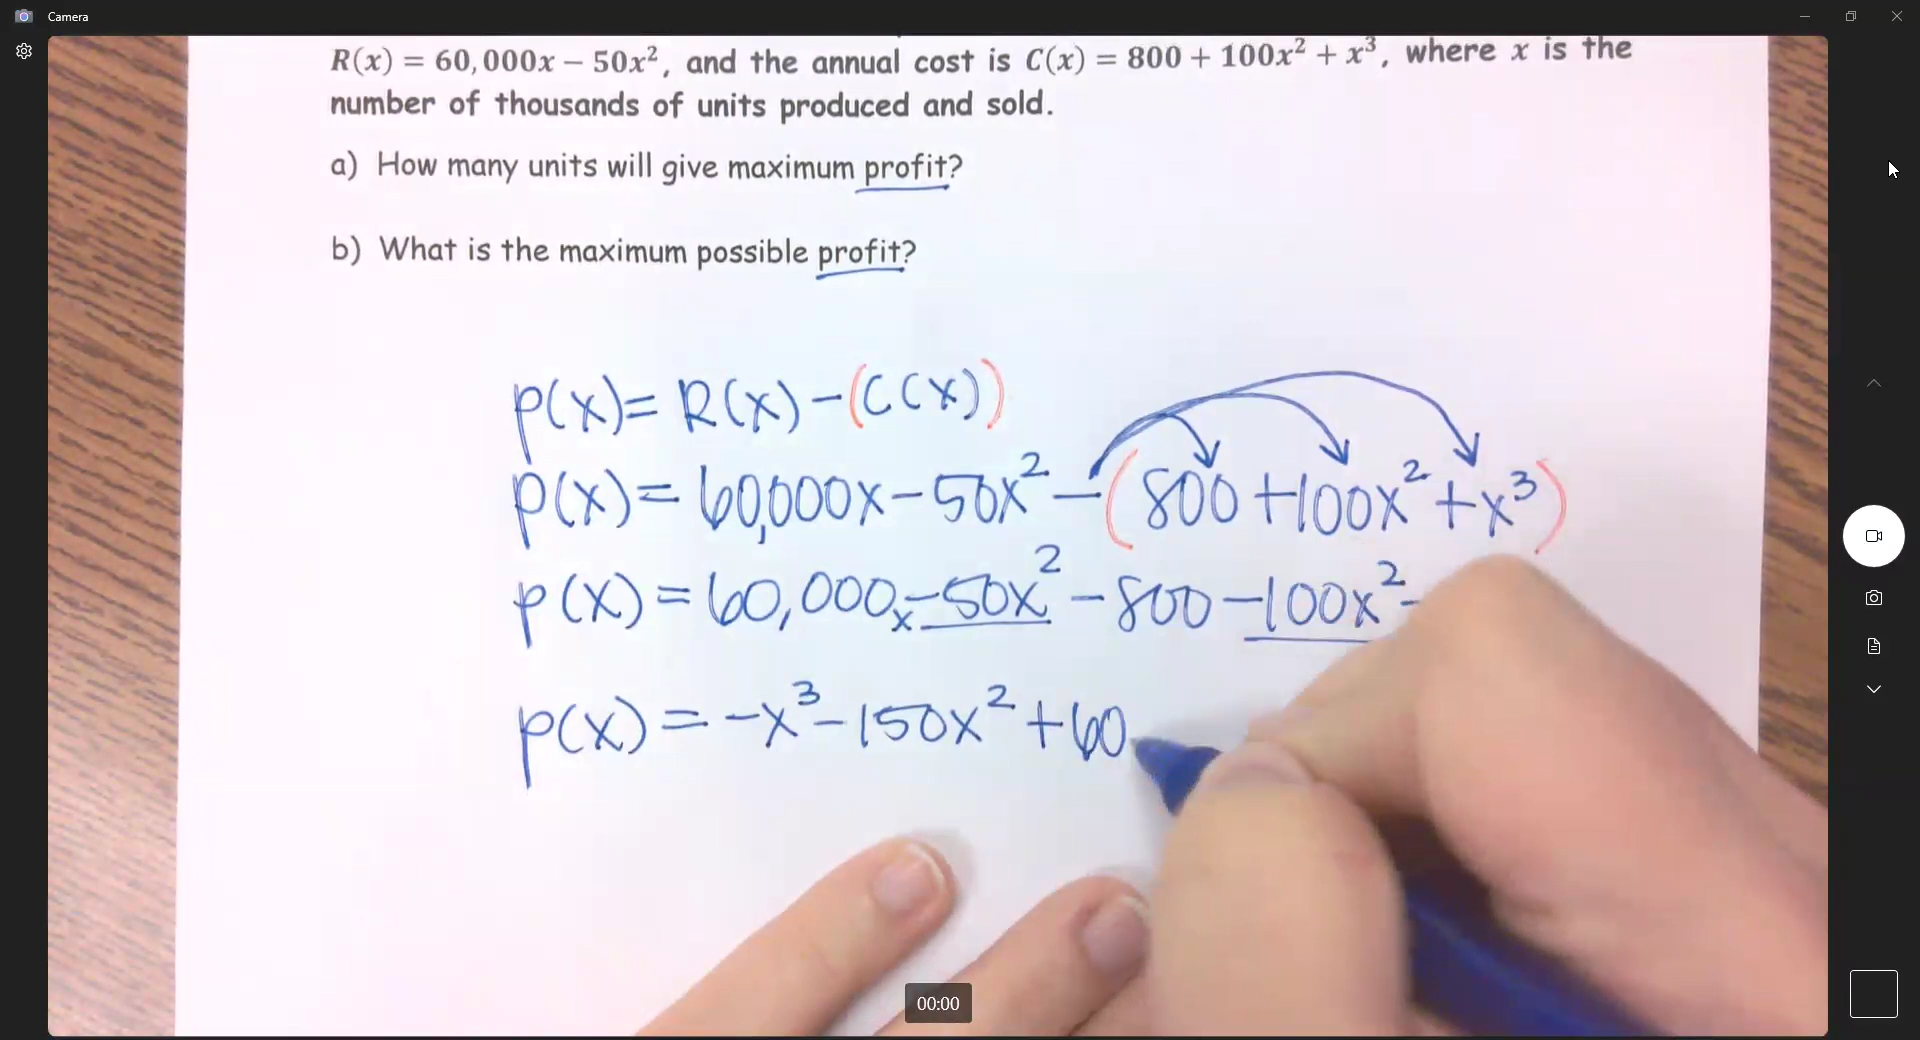 Camera
R(x) = 60,000x − 50x², and the annual cost is C(x) = 800 + 100x² + x³, where x is the
number of thousands of units produced and sold.
a) How many units will give maximum profit?
b) What is the maximum possible profit?
p(x) = R(x) − (C(x))
p(x) = 60,000x − 50x² − (800 + 100x² + x³)
p(x) = 60,000x − 50x² − 800 − 100x² −
p(x) = −x³ − 150x² + 60
00:00